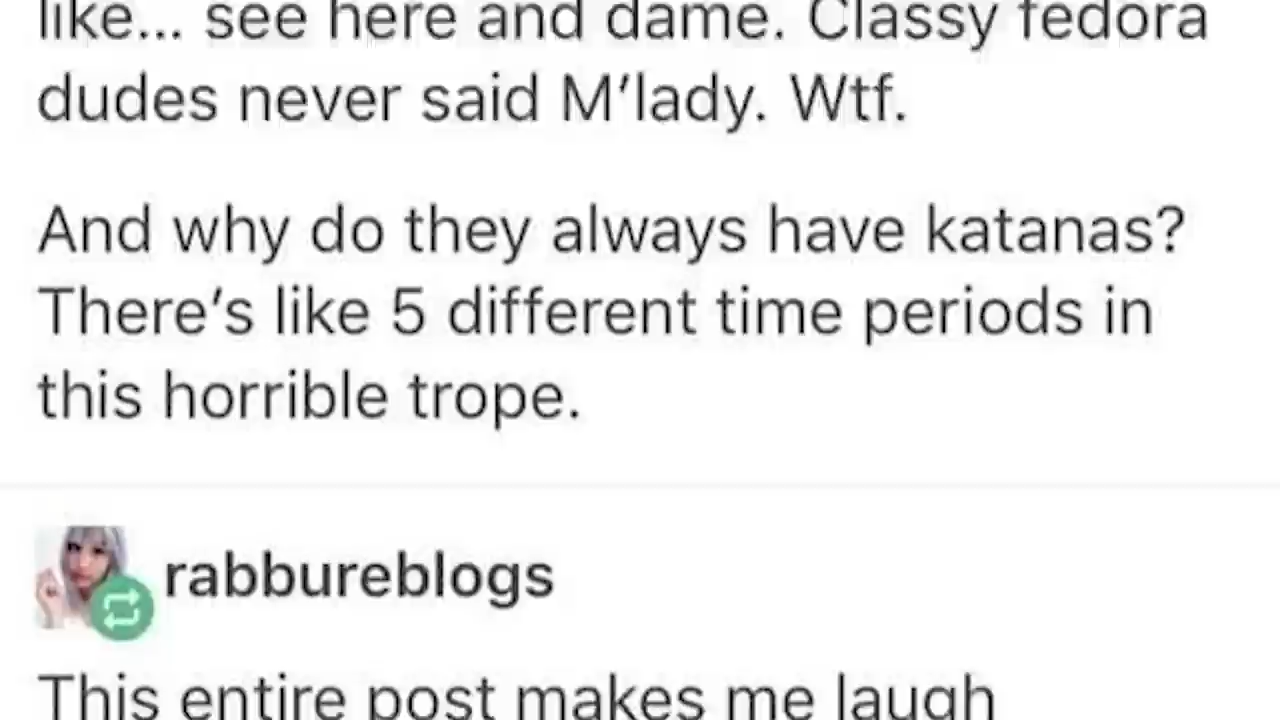 like... see here and dame. Classy fedora
dudes never said M’lady. Wtf.
And why do they always have katanas?
There’s like 5 different time periods in
this horrible trope.
rabbureblogs
This entire post makes me laugh